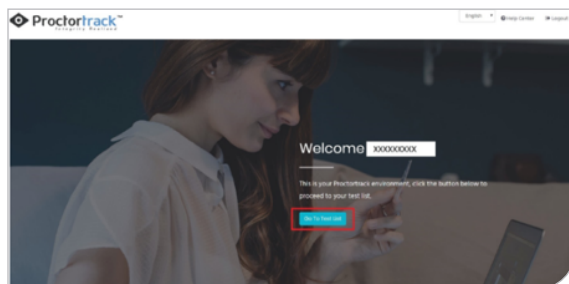 Proctortrack™
Integrity Realized
English
Help Center
Logout
Welcome XXXXXXXXX
This is your Proctortrack environment, click the button below to
proceed to your test list.
Go To Test List